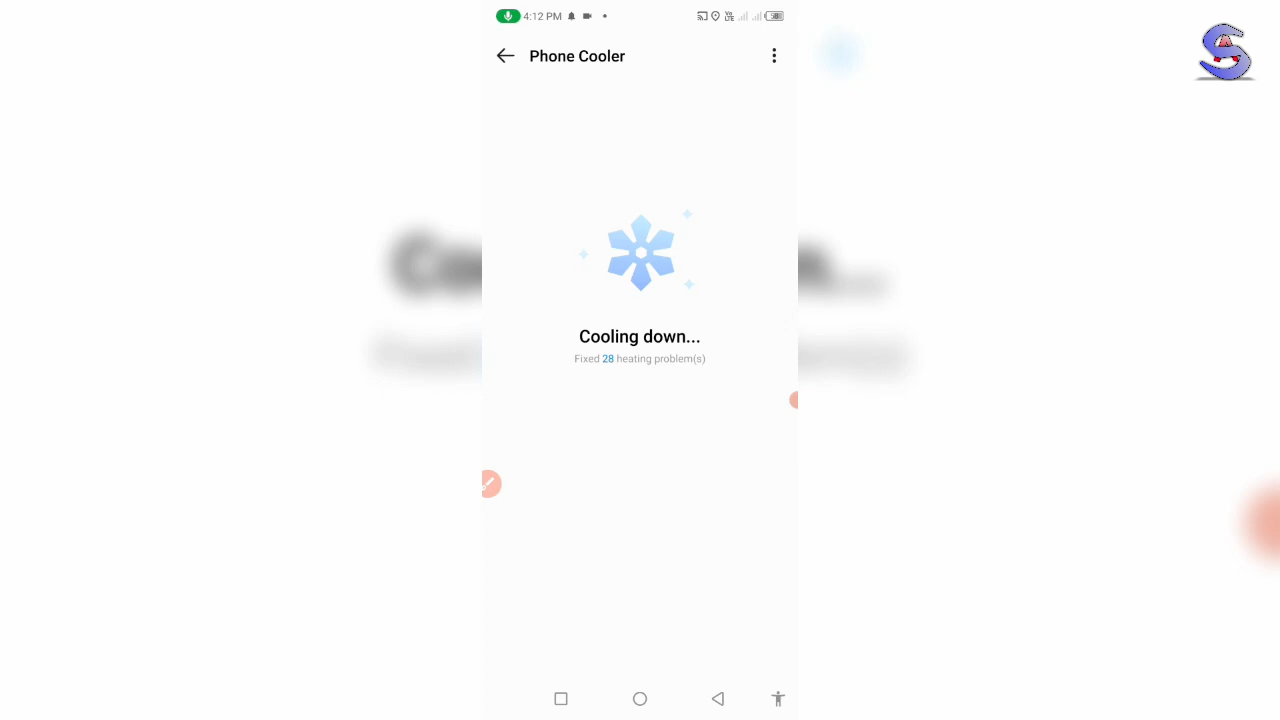 4:12 PM
Phone Cooler
Cooling down...
Fixed 28 heating problem(s)